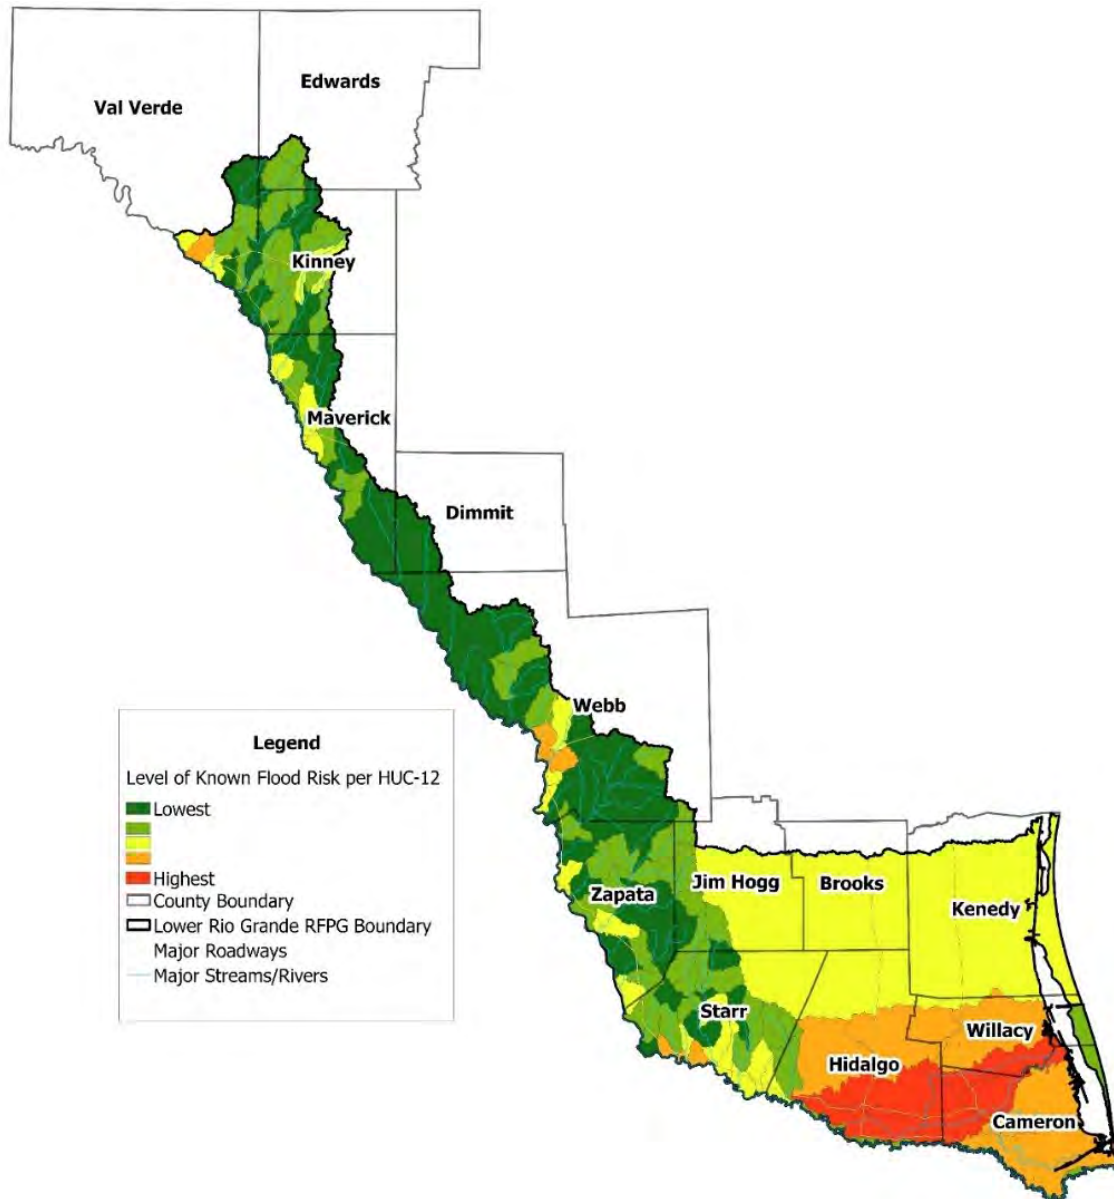 Edwards
Val Verde
Kinney
Maverick
Dimmit
Webb
Legend
Level of Known Flood Risk per HUC-12
Lowest
Highest
County Boundary
Lower Rio Grande RFPG Boundary
Major Roadways
Major Streams/Rivers
Zapata
Jim Hogg
Brooks
Kenedy
Starr
Willacy
Hidalgo
Cameron